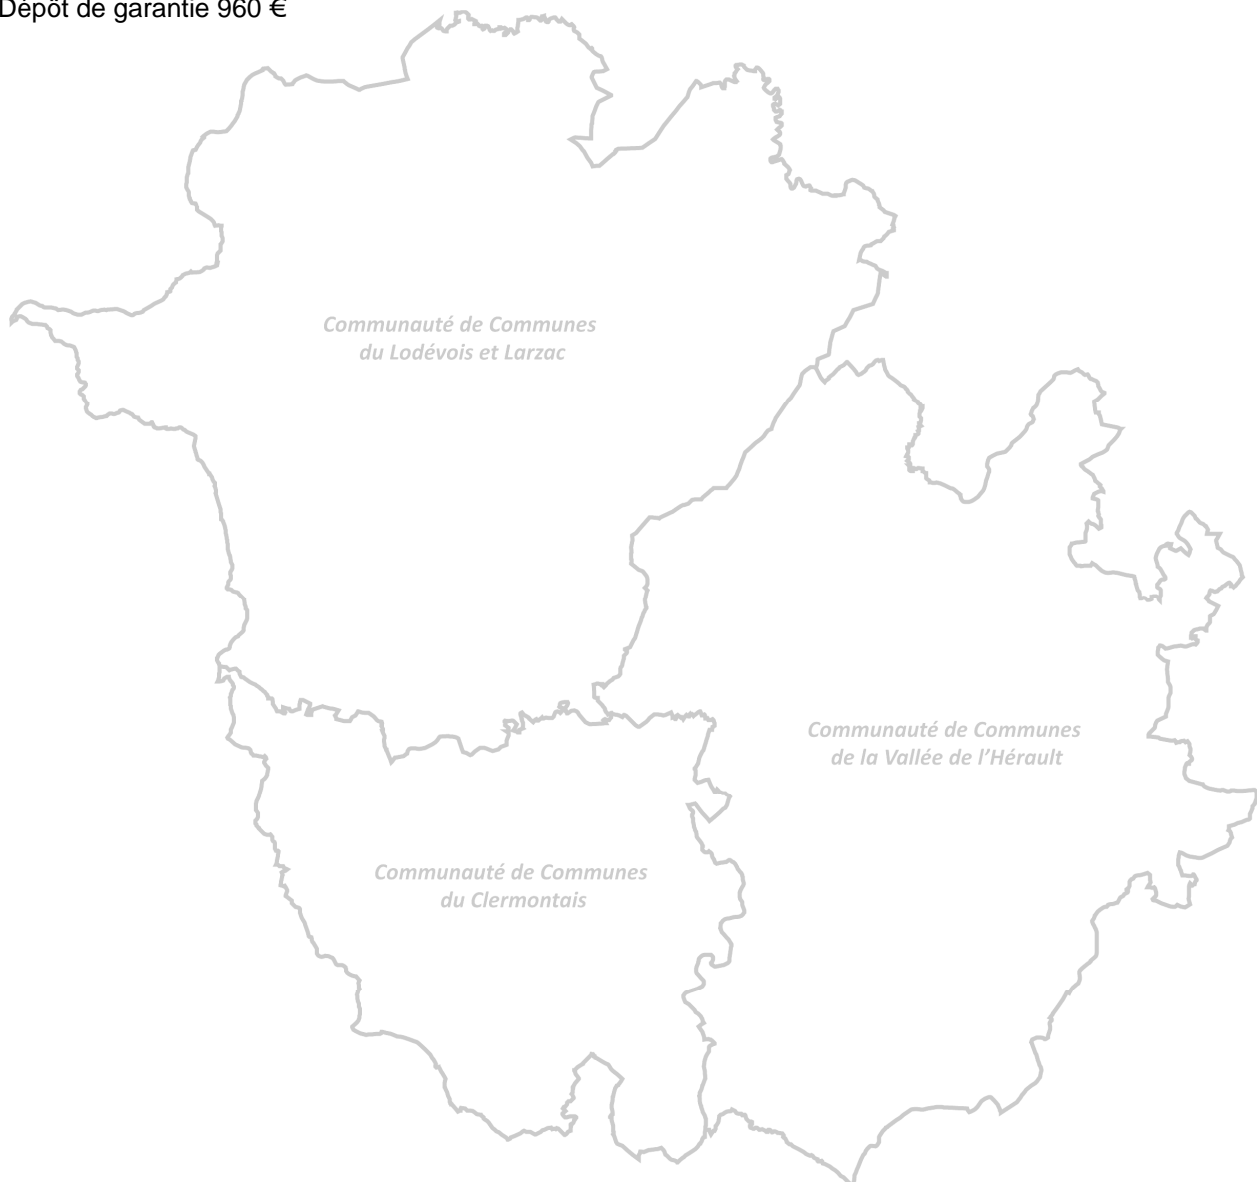 Dépôt de garantie 960 €
Communauté de Communes
du Lodévois et Larzac
Communauté de Communes
de la Vallée de l’Hérault
Communauté de Communes
du Clermontais